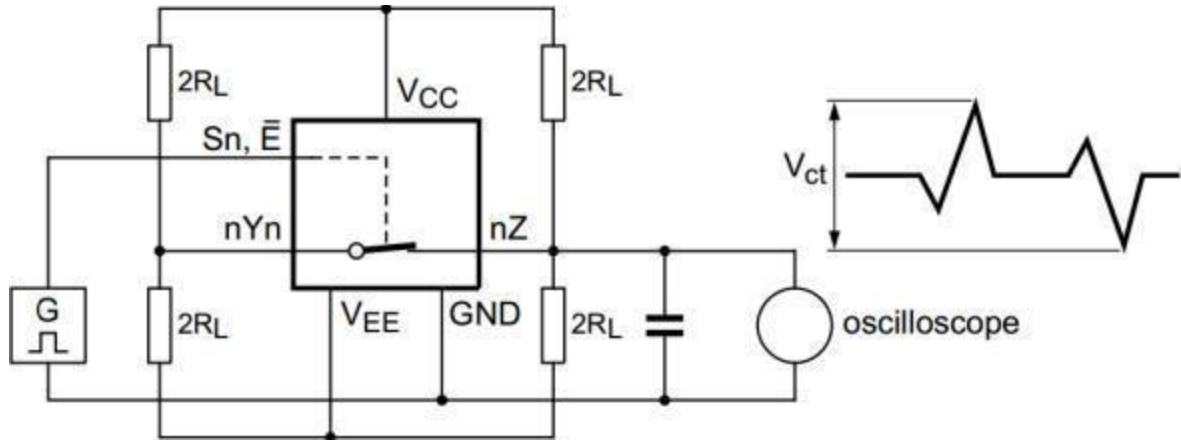 2RL
VCC
2RL
Sn, E̅
Vct
nYn
nZ
G
2RL
VEE
GND
2RL
oscilloscope